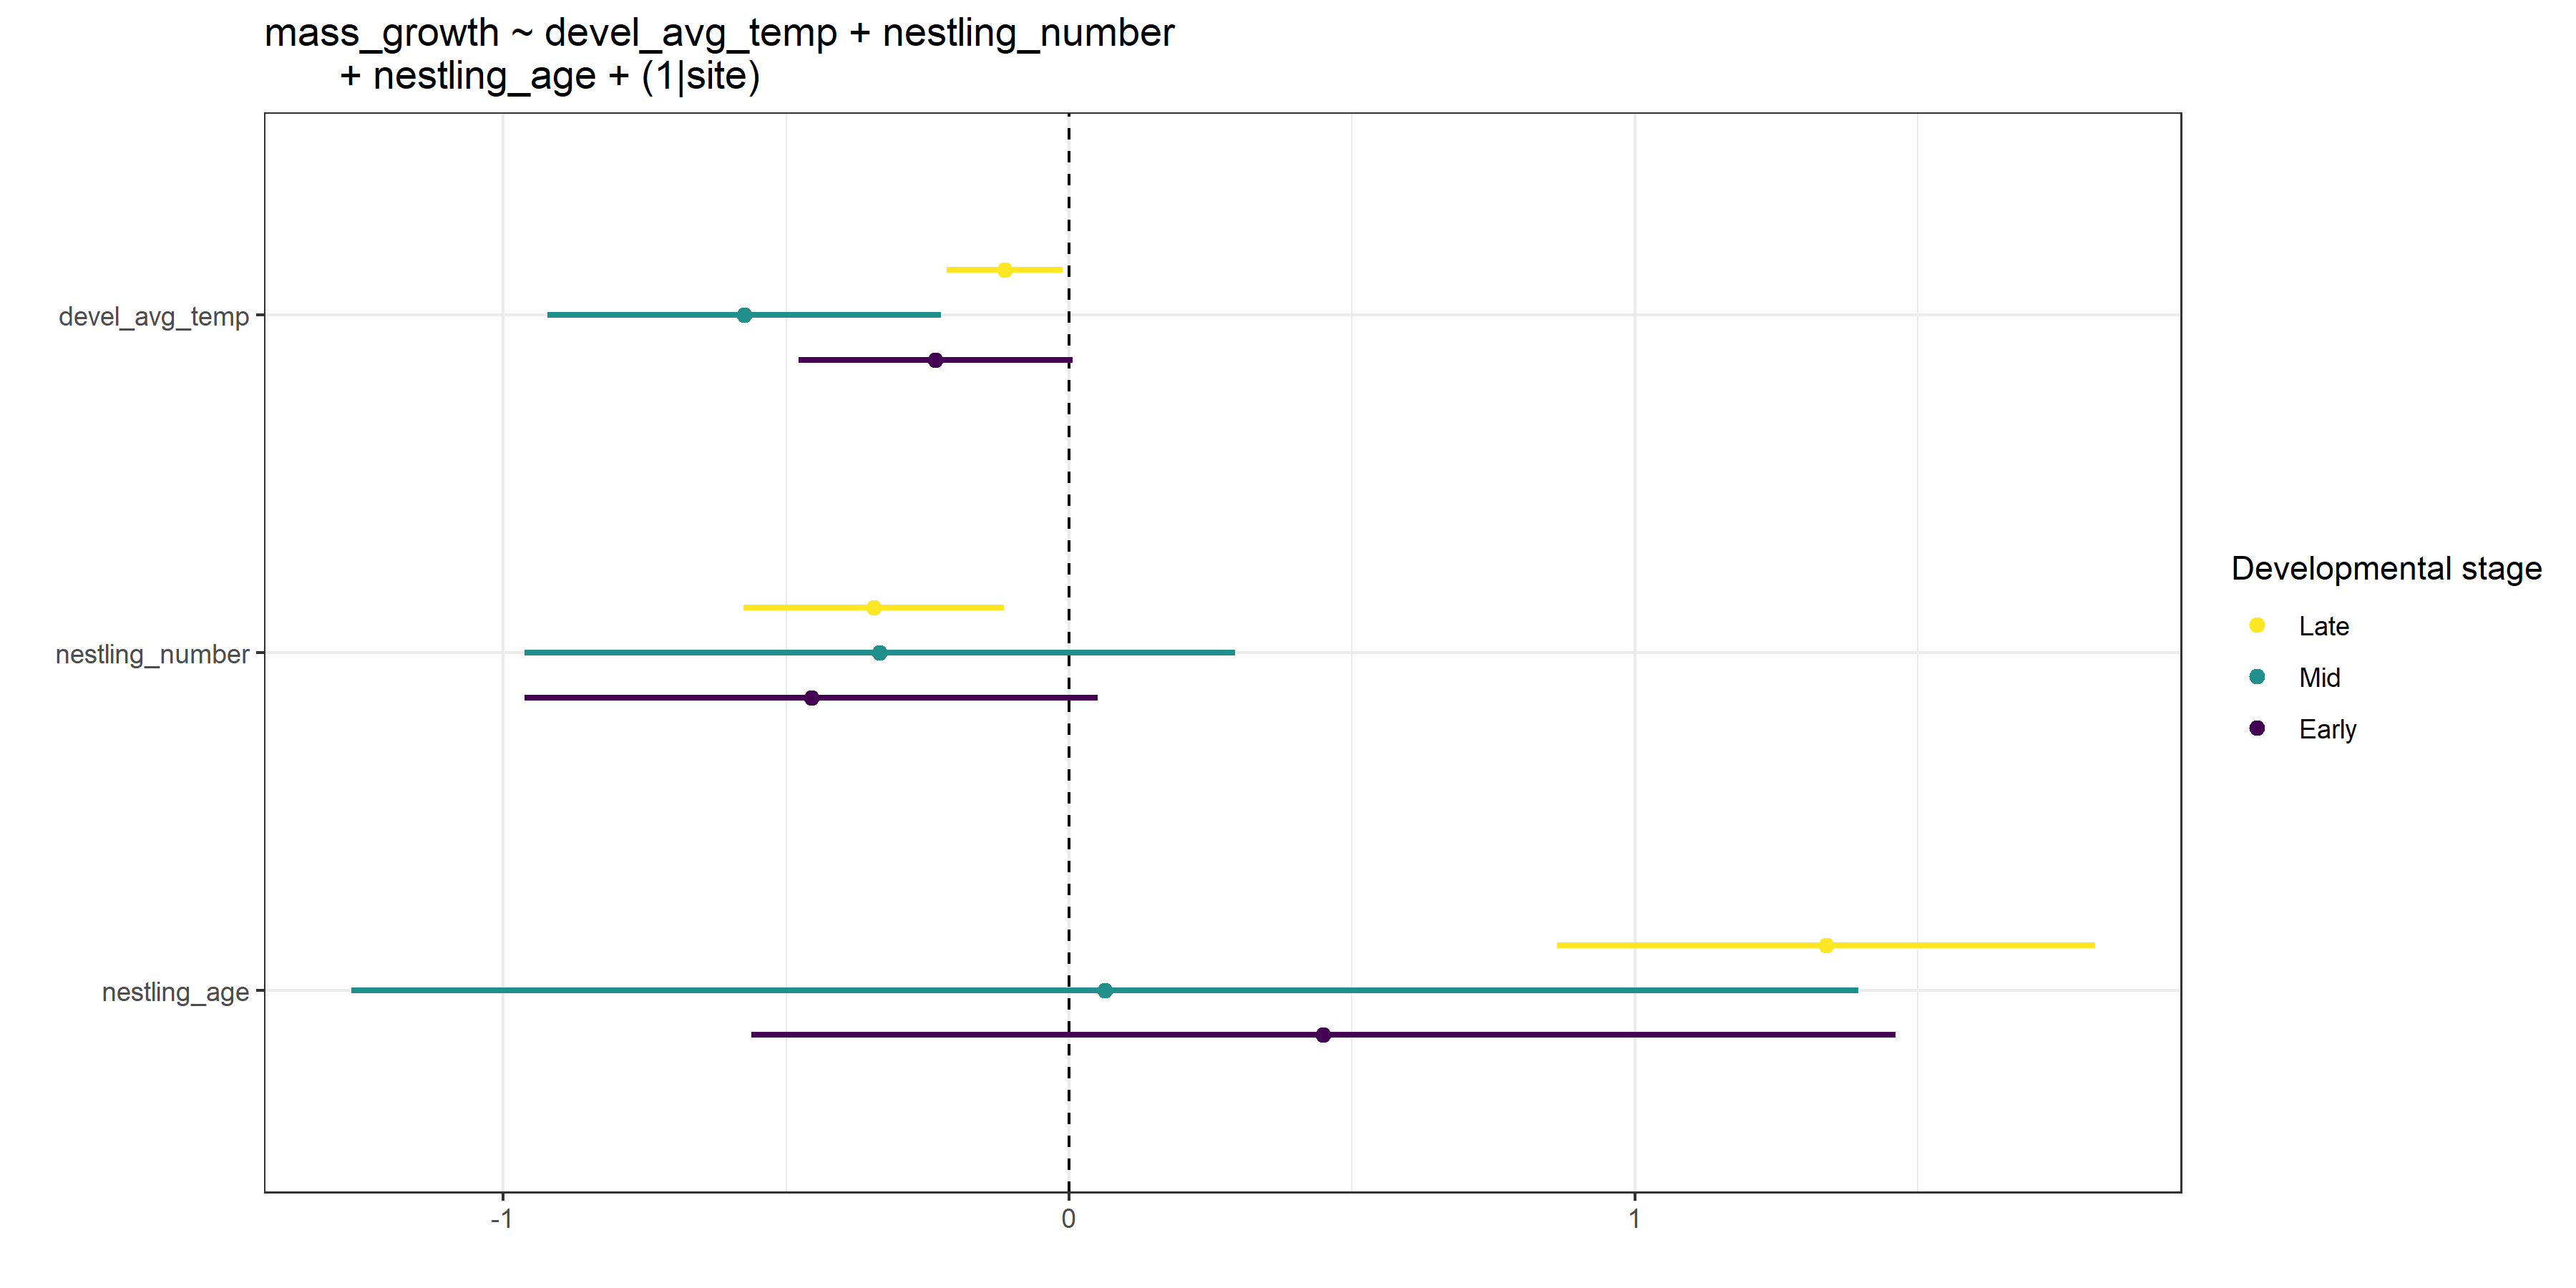 mass_growth ~ devel_avg_temp + nestling_number
+ nestling_age + (1|site)
devel_avg_temp
nestling_number
nestling_age
-1
0
1
Developmental stage
Late
Mid
Early